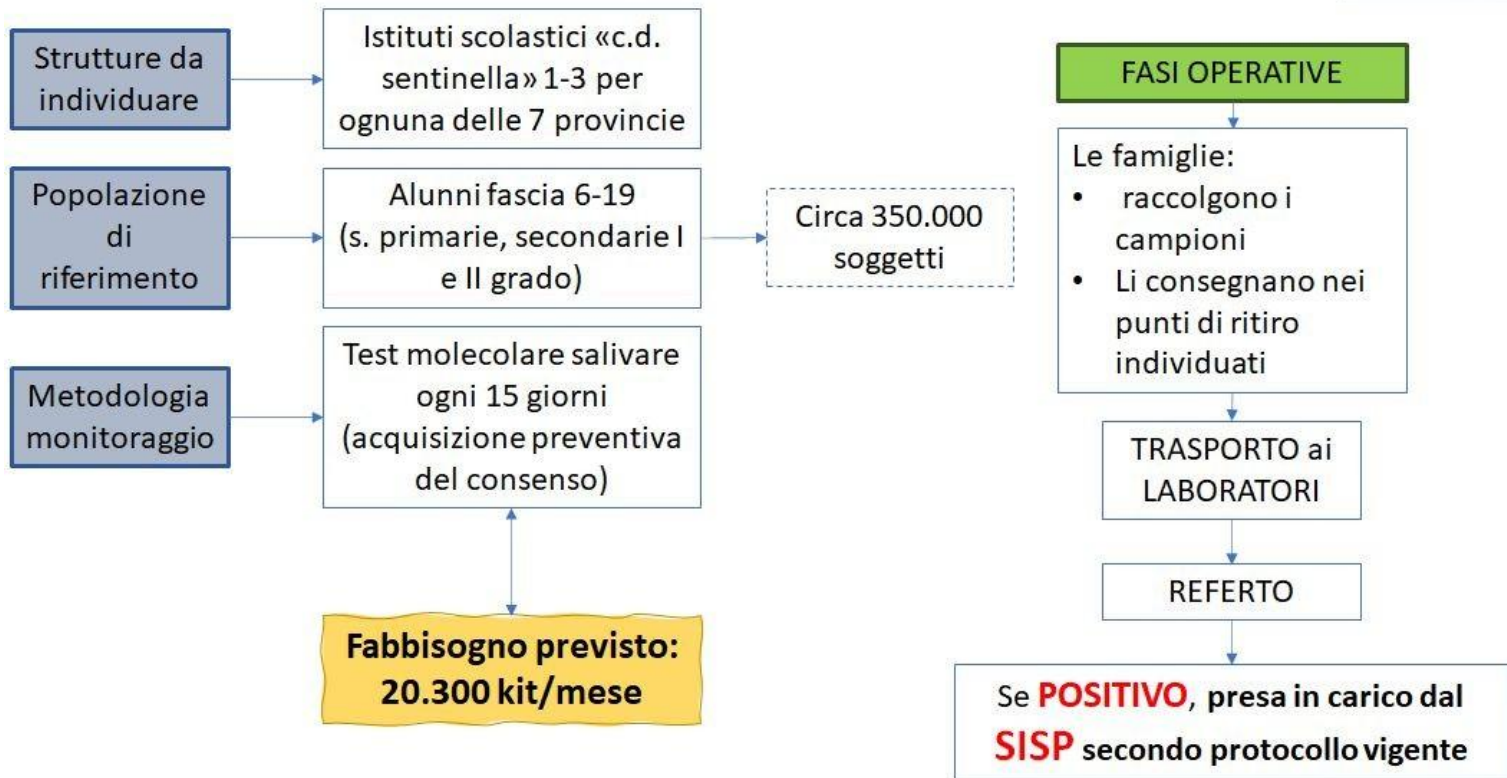 Strutture da
individuare
Istituti scolastici «c.d.
sentinella» 1-3 per
ognuna delle 7 provincie
Popolazione
di
riferimento
Alunni fascia 6-19
(s. primarie, secondarie I
e II grado)
Circa 350.000
soggetti
Metodologia
monitoraggio
Test molecolare salivare
ogni 15 giorni
(acquisizione preventiva
del consenso)
Fabbisogno previsto:
20.300 kit/mese
FASI OPERATIVE
Le famiglie:
• raccolgono i
campioni
• Li consegnano nei
punti di ritiro
individuati
TRASPORTO ai
LABORATORI
REFERTO
Se POSITIVO, presa in carico dal
SISP secondo protocollo vigente